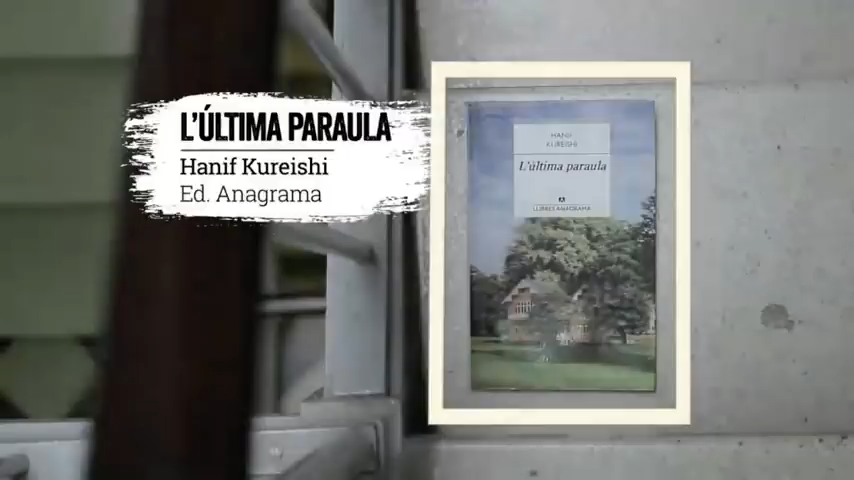 L'ÚLTIMA PARAULA
Hanif Kureishi
Ed. Anagrama
HANIF
KUREISHI
L'última paraula
LLIBRES ANAGRAMA